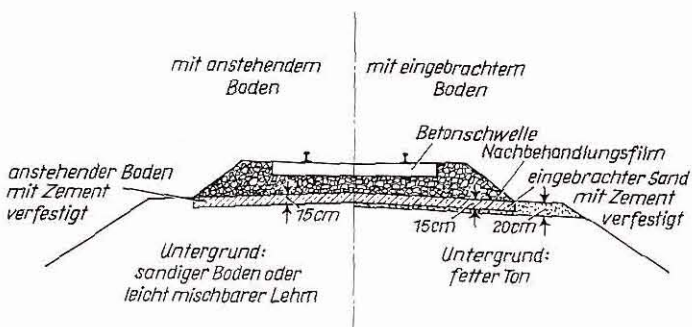 mit anstehendem
Boden
mit eingebrachtem
Boden
Betonschwelle
Nachbehandlungsfilm
anstehender Boden
mit Zement
verfestigt
eingebrachter Sand
mit Zement
verfestigt
15cm
15cm
20cm
Untergrund:
sandiger Boden oder
leicht mischbarer Lehm
Untergrund:
fetter Ton